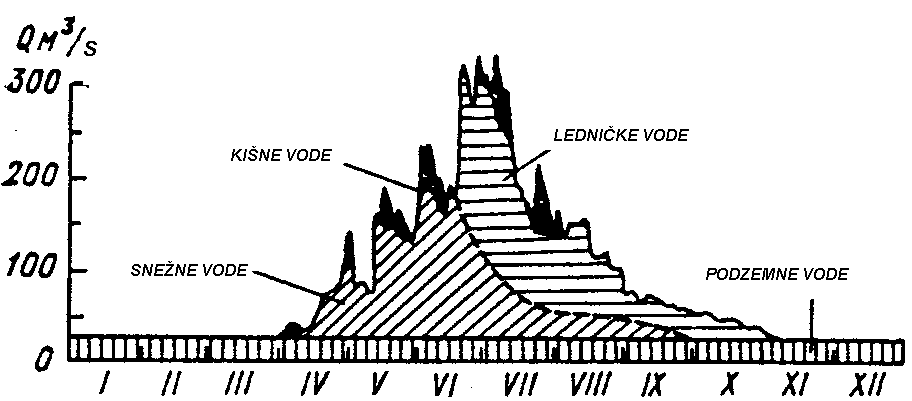 Qм³/s
300
KIŠNE VODE
LEDNIČKE VODE
200
100
SNEŽNE VODE
PODZEMNE VODE
0
I II III IV V VI VII VIII IX X XI XII